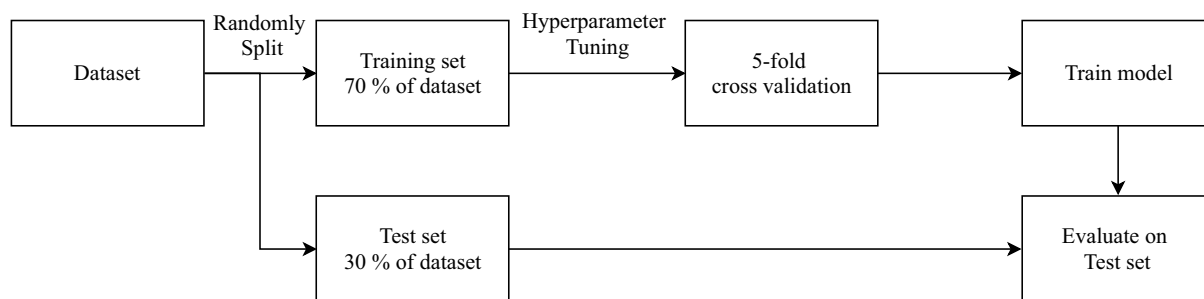 Dataset
Randomly
Split
Training set
70 % of dataset
Hyperparameter
Tuning
5-fold
cross validation
Train model
Test set
30 % of dataset
Evaluate on
Test set